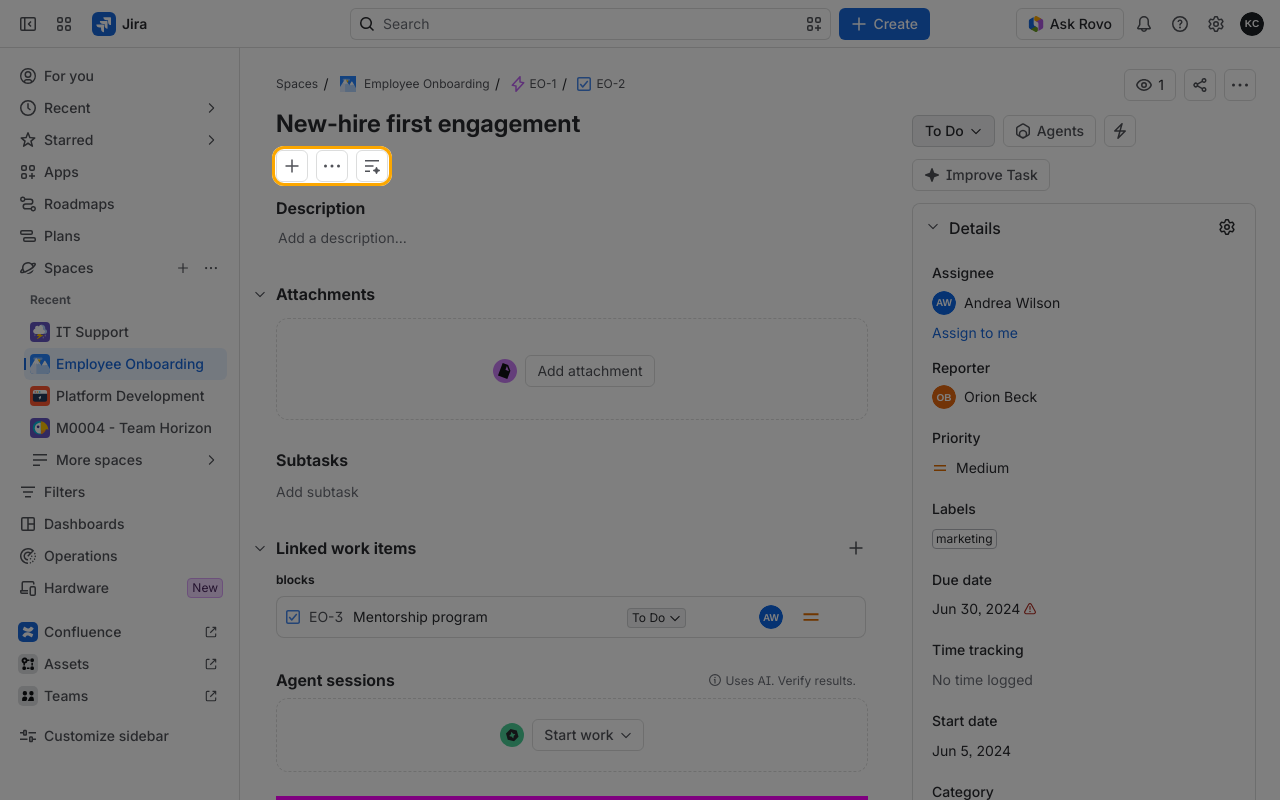 Jira
Search
Create
Ask Rovo
KC
For you
Recent
Starred
Apps
Roadmaps
Plans
Spaces
Recent
IT Support
Employee Onboarding
Platform Development
M0004 - Team Horizon
More spaces
Filters
Dashboards
Operations
Hardware New
Confluence
Assets
Teams
Customize sidebar
Spaces / Employee Onboarding / EO-1 / EO-2
New-hire first engagement
Description
Add a description...
Attachments
Add attachment
Subtasks
Add subtask
Linked work items
blocks
EO-3 Mentorship program To Do AW
Agent sessions Uses AI. Verify results.
Start work
1
To Do Agents
Improve Task
Details
Assignee
AW Andrea Wilson
Assign to me
Reporter
OB Orion Beck
Priority
Medium
Labels
marketing
Due date
Jun 30, 2024
Time tracking
No time logged
Start date
Jun 5, 2024
Category